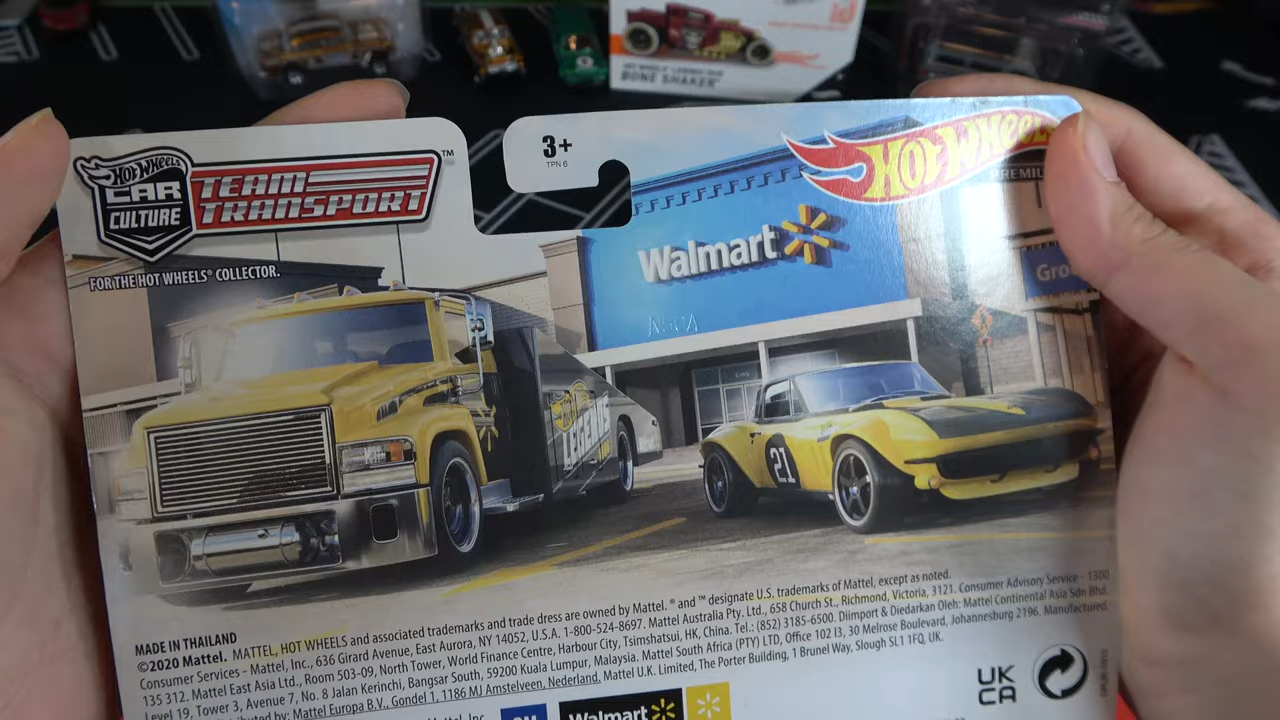 BONE SHAKER
HOT WHEELS
CAR
CULTURE
TEAM
TRANSPORT™
FOR THE HOT WHEELS® COLLECTOR.
3+
TPN 6
HOT WHEELS
PREMIUM
Walmart
Gro
Entry
LEGENDS
21
MADE IN THAILAND
©2020 Mattel. MATTEL, HOT WHEELS and associated trademarks and trade dress are owned by Mattel. ® and ™ designate U.S. trademarks of Mattel, except as noted.
Consumer Services - Mattel, Inc., 636 Girard Avenue, East Aurora, NY 14052, U.S.A. 1-800-524-8697. Mattel Australia Pty. Ltd., 658 Church St., Richmond, Victoria, 3121. Consumer Advisory Service - 1300
135 312. Mattel East Asia Ltd., Room 503-09, North Tower, World Finance Centre, Harbour City, Tsimshatsui, HK, China. Tel.: (852) 3185-6500. Diimport & Diedarkan Oleh: Mattel Continental Asia Sdn Bhd.
Level 19, Tower 3, Avenue 7, No. 8 Jalan Kerinchi, Bangsar South, 59200 Kuala Lumpur, Malaysia. Mattel South Africa (PTY) LTD, Office 102 I3, 30 Melrose Boulevard, Johannesburg 2196. Manufactured,
by: Mattel Europa B.V., Gondel 1, 1186 MJ Amstelveen, Nederland. Mattel U.K. Limited, The Porter Building, 1 Brunel Way, Slough SL1 1FQ, UK.
Walmart
UK
CA